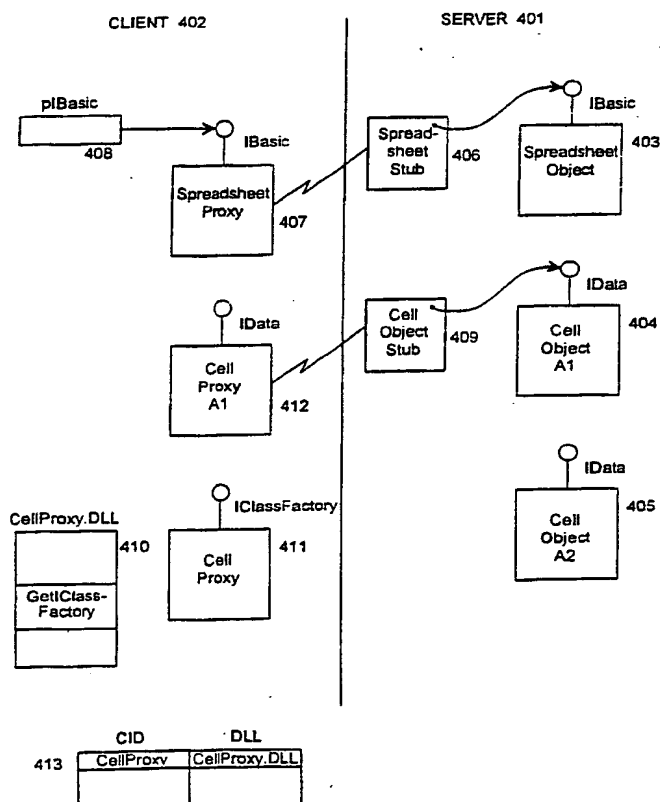 CLIENT 402
SERVER 401
pIBasic
408
IBasic
Spreadsheet
Proxy
407
Spread-
sheet
Stub
406
IBasic
Spreadsheet
Object
403
IData
Cell
Proxy
A1
412
Cell
Object
Stub
409
IData
Cell
Object
A1
404
IData
Cell
Object
A2
405
CellProxy.DLL
410
GetIClass-
Factory
IClassFactory
Cell
Proxy
411
413
CID DLL
CellProxy CellProxy.DLL